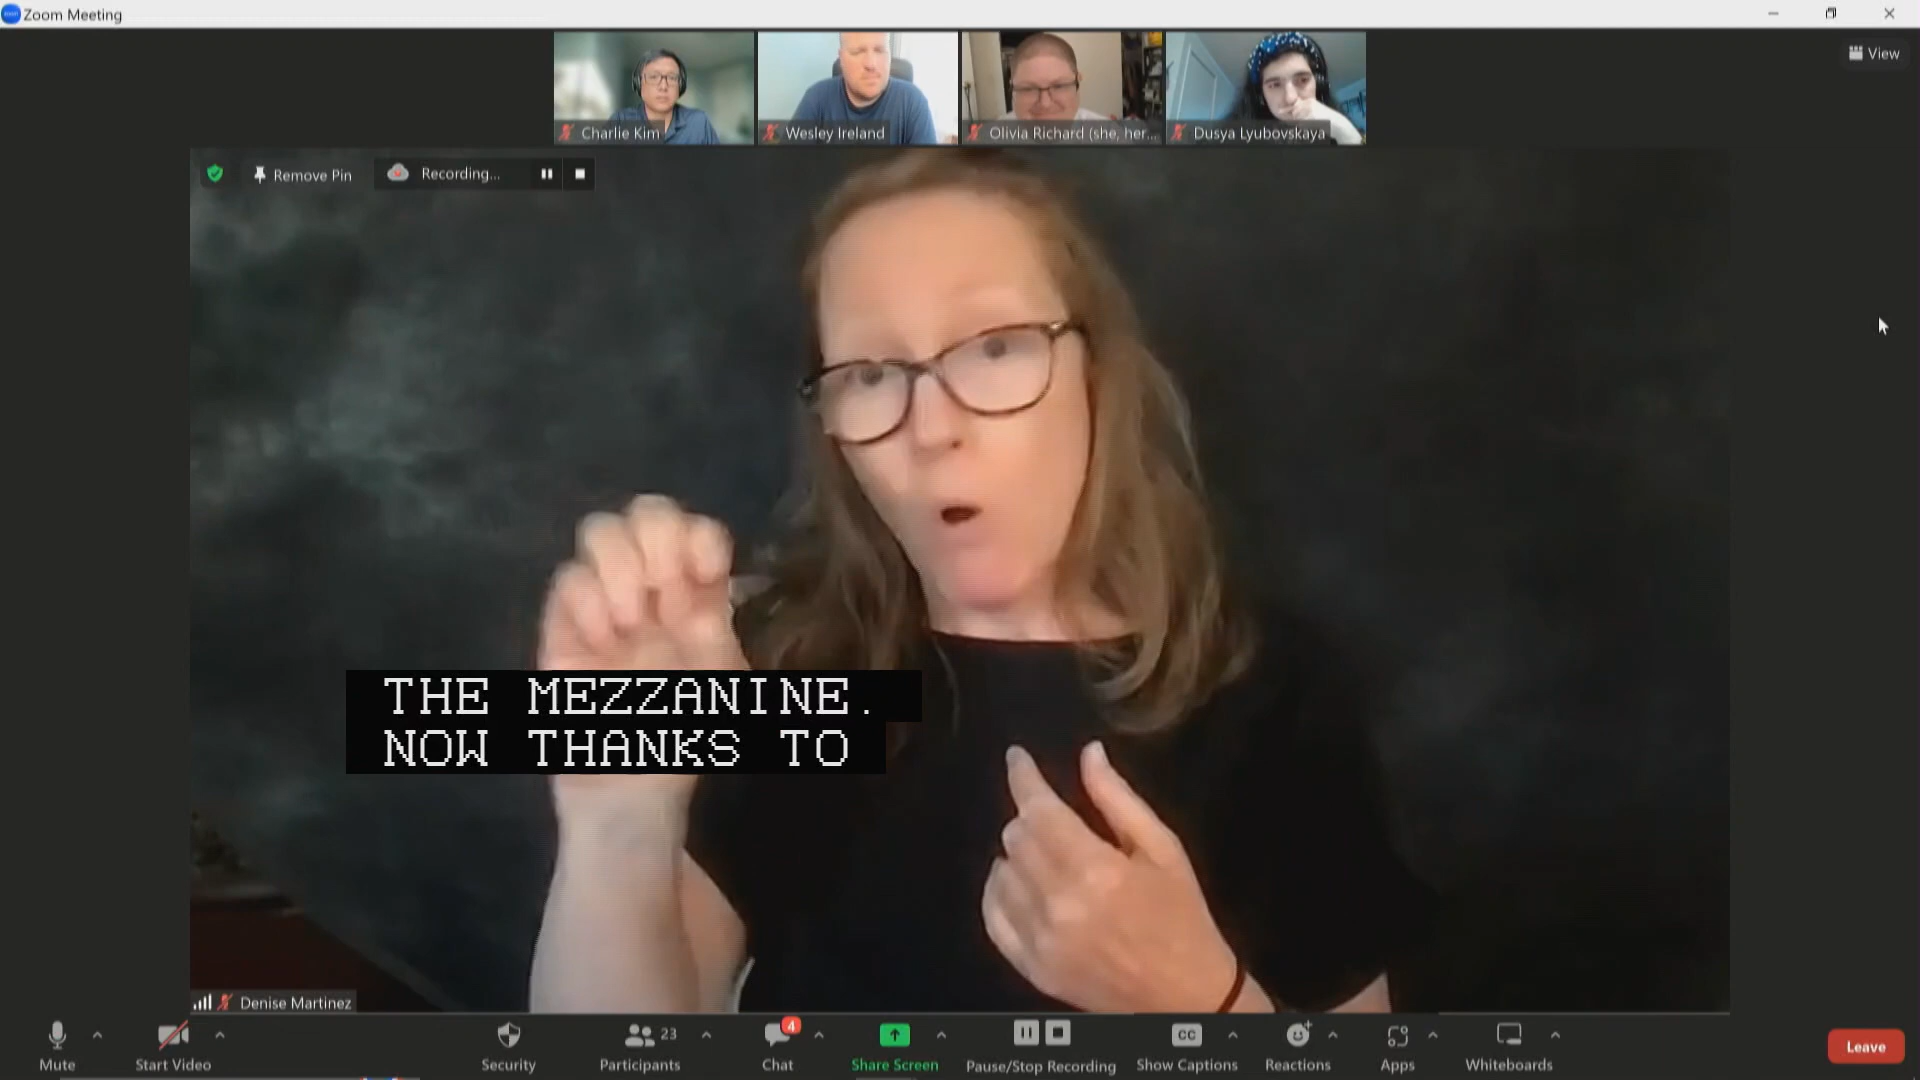 Zoom Meeting
View
Charlie Kim
Wesley Ireland
Olivia Richard (she, her...
Dusya Lyubovskaya
Remove Pin
Recording...
THE MEZZANINE.
NOW THANKS TO
Denise Martinez
23
4
CC
Mute
Start Video
Security
Participants
Chat
Share Screen
Pause/Stop Recording
Show Captions
Reactions
Apps
Whiteboards
Leave